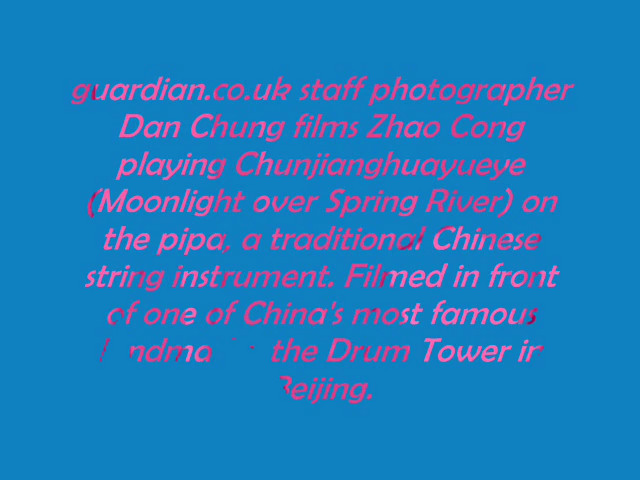 guardian.co.uk staff photographer
Dan Chung films Zhao Cong
playing Chunjianghuayueye
(Moonlight over Spring River) on
the pipa, a traditional Chinese
string instrument. Filmed in front
of one of China's most famous
the Drum Tower in
Beijing.